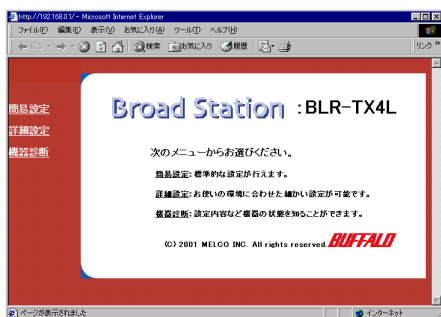 http://192.168.0.1/ - Microsoft Internet Explorer
ファイル(F) 編集(E) 表示(V) お気に入り(A) ツール(T) ヘルプ(H)
戻る 検索 お気に入り 履歴 リンク »
簡易設定
詳細設定
機器診断
Broad Station :BLR-TX4L
次のメニューからお選びください。
簡易設定:標準的な設定が行えます。
詳細設定:お使いの環境に合わせた細かい設定が可能です。
機器診断:設定内容など機器の状態を知ることができます。
(C) 2001 MELCO INC. All rights reserved. BUFFALO
ページが表示されました インターネット